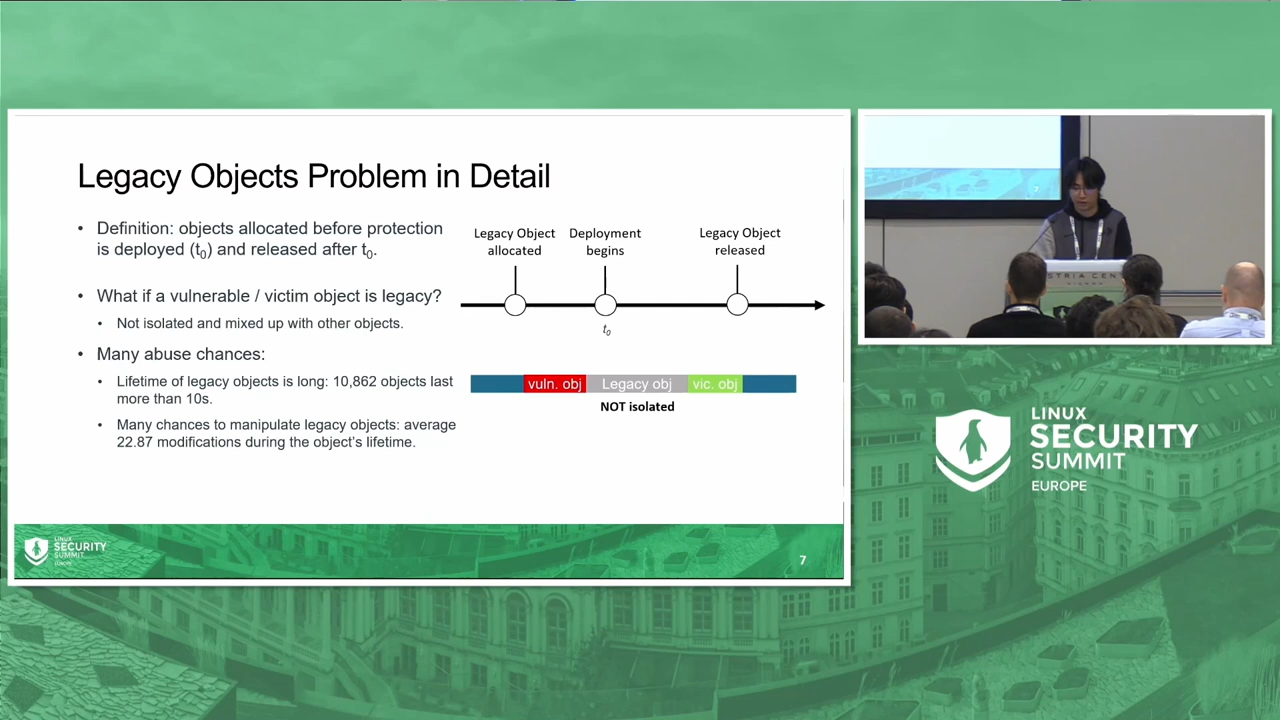 Legacy Objects Problem in Detail
• Definition: objects allocated before protection
is deployed (t0) and released after t0.
• What if a vulnerable / victim object is legacy?
• Not isolated and mixed up with other objects.
• Many abuse chances:
• Lifetime of legacy objects is long: 10,862 objects last
more than 10s.
• Many chances to manipulate legacy objects: average
22.87 modifications during the object's lifetime.
Legacy Object
allocated
Deployment
begins
Legacy Object
released
t0
vuln. obj
Legacy obj
vic. obj
NOT isolated
LINUX
SECURITY
SUMMIT
EUROPE
7
STRIA CEN
LINUX
SECURITY
SUMMIT
EUROPE